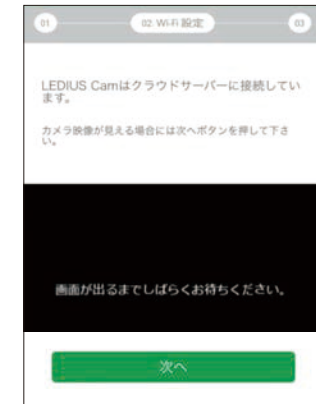 01
02 Wi-Fi 設定
03
LEDIUS Camはクラウドサーバーに接続してい
ます。
カメラ映像が見える場合には次へボタンを押して下さ
い。
画面が出るまでしばらくお待ちください。
次へ